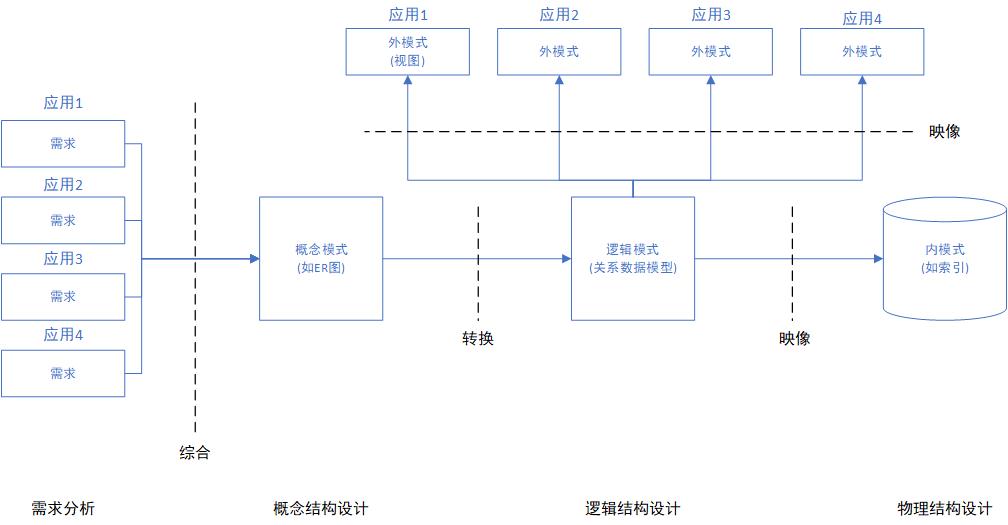 应用1
应用2
应用3
应用4
外模式
(视图)
外模式
外模式
外模式
映像
应用1
需求
应用2
需求
应用3
需求
应用4
需求
综合
概念模式
(如ER图)
转换
逻辑模式
(关系数据模型)
映像
内模式
(如索引)
需求分析
概念结构设计
逻辑结构设计
物理结构设计